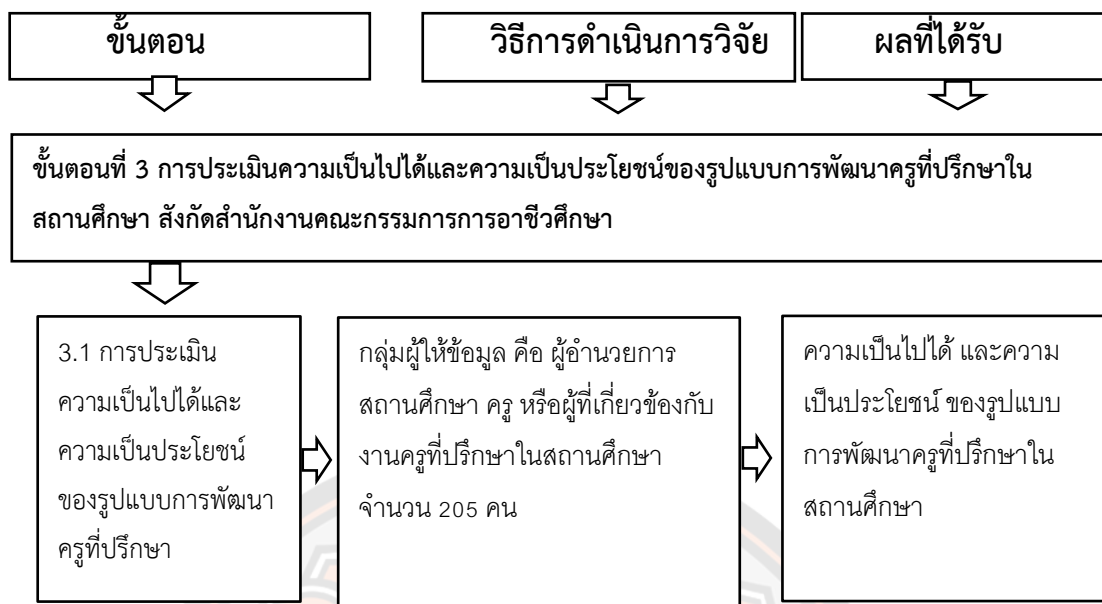 ขั้นตอน
วิธีการดำเนินการวิจัย
ผลที่ได้รับ
ขั้นตอนที่ 3 การประเมินความเป็นไปได้และความเป็นประโยชน์ของรูปแบบการพัฒนาครูที่ปรึกษาใน
สถานศึกษา สังกัดสำนักงานคณะกรรมการการอาชีวศึกษา
3.1 การประเมิน
ความเป็นไปได้และ
ความเป็นประโยชน์
ของรูปแบบการพัฒนา
ครูที่ปรึกษา
กลุ่มผู้ให้ข้อมูล คือ ผู้อำนวยการ
สถานศึกษา ครู หรือผู้ที่เกี่ยวข้องกับ
งานครูที่ปรึกษาในสถานศึกษา
จำนวน 205 คน
ความเป็นไปได้ และความ
เป็นประโยชน์ ของรูปแบบ
การพัฒนาครูที่ปรึกษาใน
สถานศึกษา